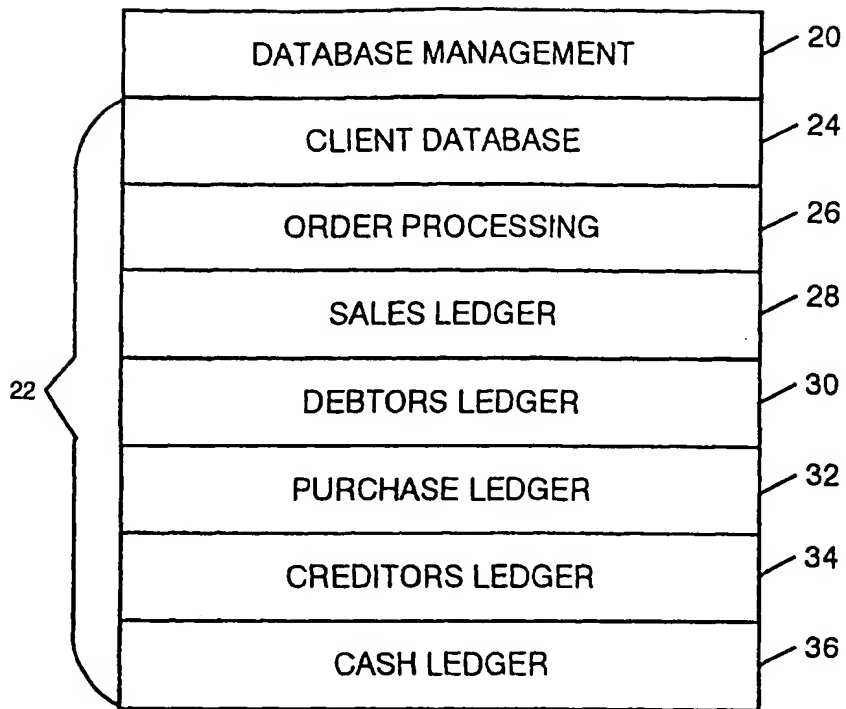 DATABASE MANAGEMENT 20
CLIENT DATABASE 24
ORDER PROCESSING 26
SALES LEDGER 28
22 DEBTORS LEDGER 30
PURCHASE LEDGER 32
CREDITORS LEDGER 34
CASH LEDGER 36